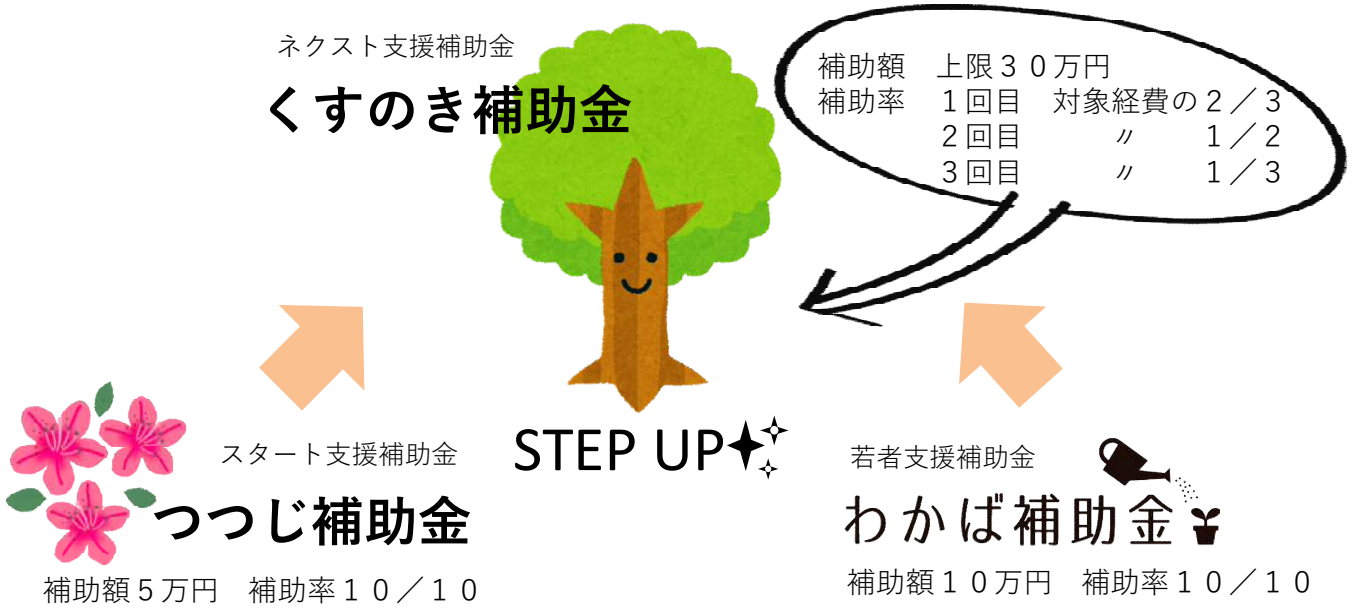 ネクスト支援補助金
くすのき補助金
補助額　上限３０万円
補助率　１回目　対象経費の２／３
２回目　　〃　　１／２
３回目　　〃　　１／３
STEP UP
スタート支援補助金
つつじ補助金
補助額５万円　補助率１０／１０
若者支援補助金
わかば補助金
補助額１０万円　補助率１０／１０